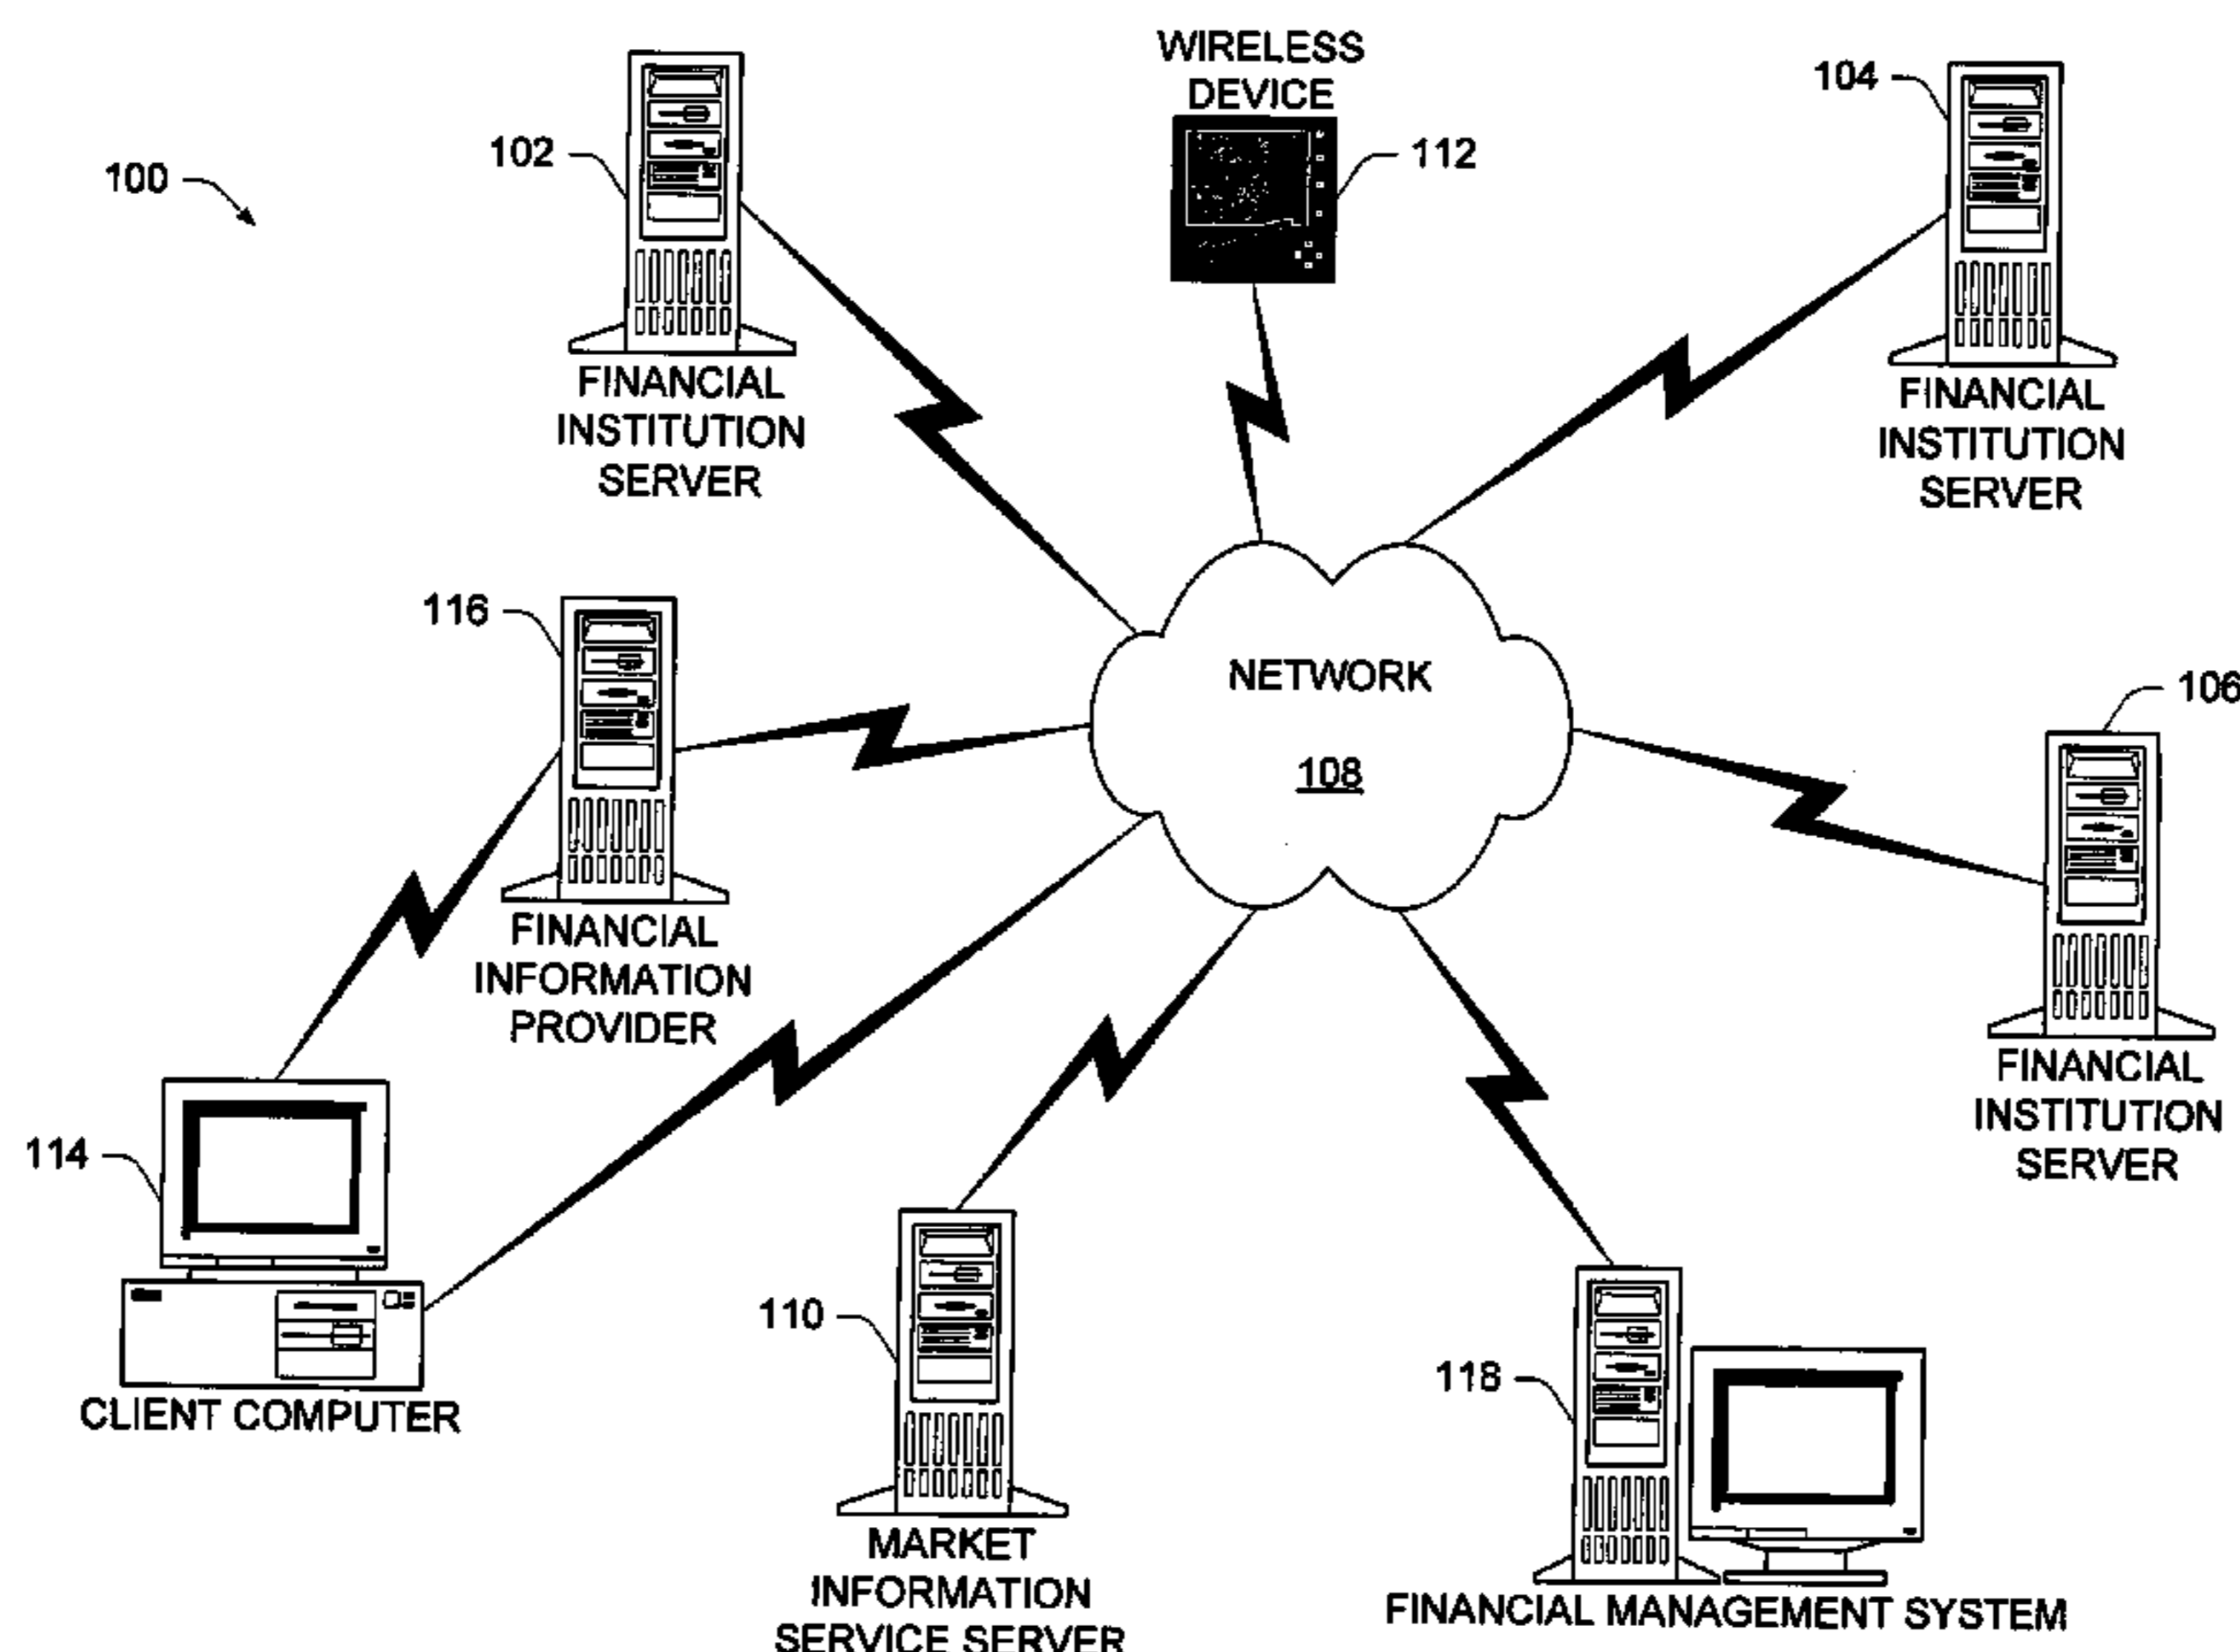 WIRELESS
DEVICE
104
102
112
100
FINANCIAL
INSTITUTION
SERVER
FINANCIAL
INSTITUTION
SERVER
116
NETWORK
108
106
FINANCIAL
INFORMATION
PROVIDER
FINANCIAL
INSTITUTION
SERVER
114
110
118
CLIENT COMPUTER
MARKET
INFORMATION
SERVICE SERVER
FINANCIAL MANAGEMENT SYSTEM